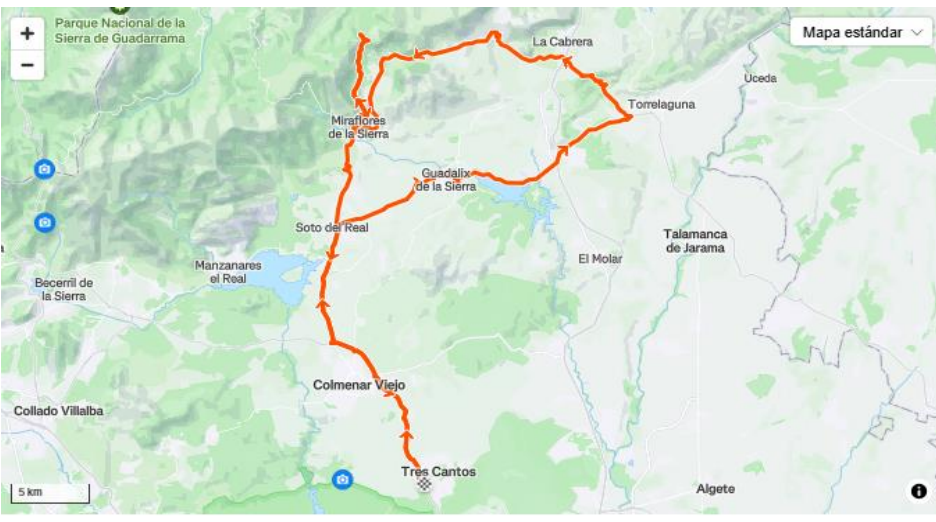 Parque Nacional de la
Sierra de Guadarrama
Mapa estándar
+
−
La Cabrera
Uceda
Torrelaguna
Miraflores
de la Sierra
Guadalix
de la Sierra
Soto del Real
Talamanca
de Jarama
El Molar
Manzanares
el Real
Becerril de
la Sierra
Colmenar Viejo
Collado Villalba
Tres Cantos
Algete
5 km
i